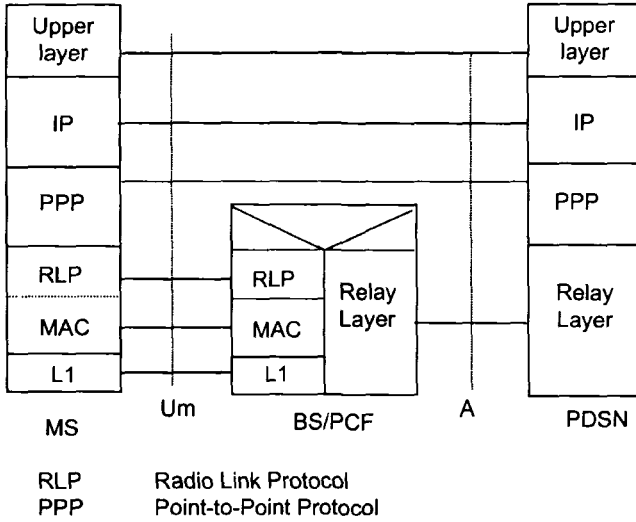 Upper layer
IP
PPP
RLP
MAC
L1
MS
Um
RLP
MAC
L1
Relay Layer
BS/PCF
A
Upper layer
IP
PPP
Relay Layer
PDSN
RLP Radio Link Protocol
PPP Point-to-Point Protocol